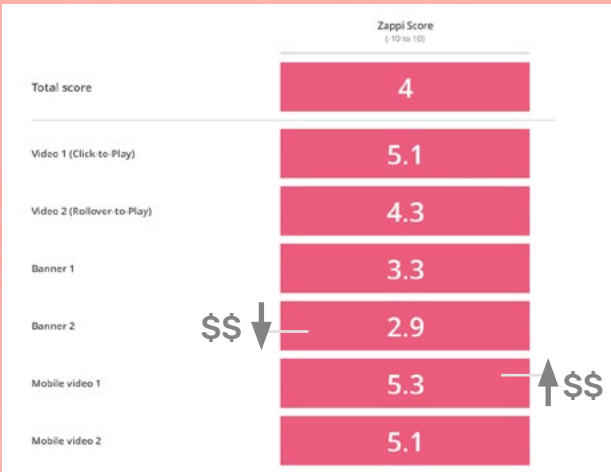 Zappi Score
(-10 to 10)
Total score 4
Video 1 (Click-to-Play) 5.1
Video 2 (Rollover-to-Play) 4.3
Banner 1 3.3
Banner 2 $$ 2.9
Mobile video 1 5.3 $$
Mobile video 2 5.1